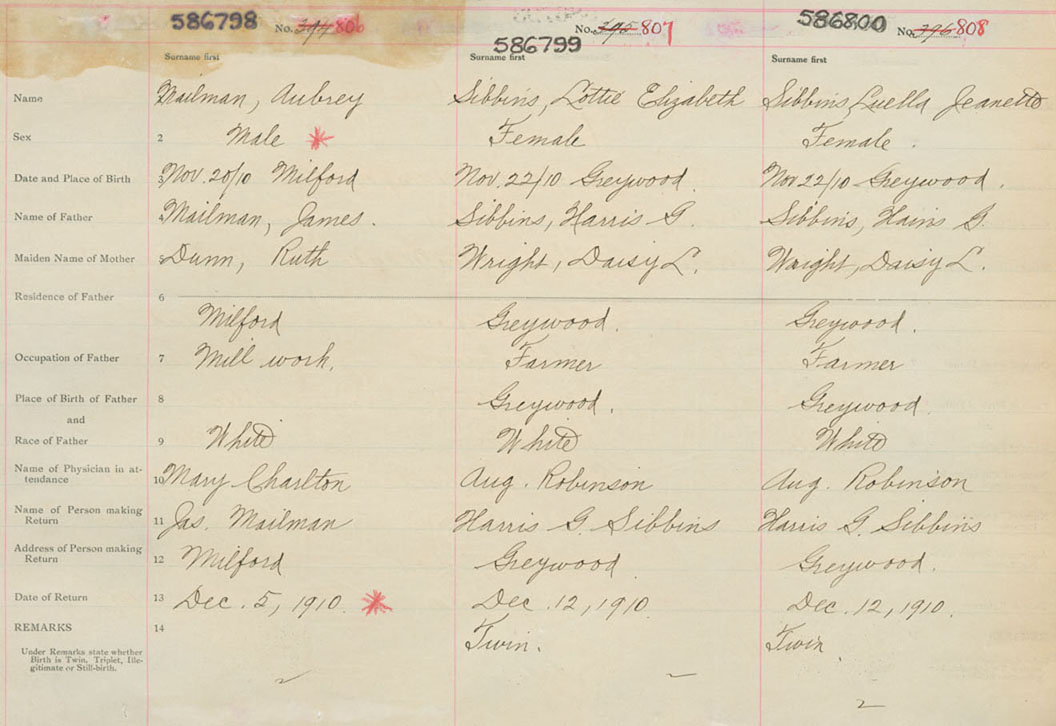 586798 No. 394 806 586799 No. 395 807 586800 No. 396 808
Surname first Surname first Surname first
Name Mailman, Aubrey Sibbins, Lottie Elizabeth Sibbins, Luella Jeanette
Sex 2 Male Female Female.
Date and Place of Birth 3 Nov. 20/10 Milford Nov. 22/10 Greywood. Nov 22/10 Greywood.
Name of Father Mailman, James. Sibbins, Harris G. Sibbins, Harris G.
Maiden Name of Mother 5 Dunn, Ruth Wright, Daisy L. Wright, Daisy L.
Residence of Father 6
Milford Greywood. Greywood.
Occupation of Father 7 Mill work. Farmer Farmer
Place of Birth of Father 8 Greywood. Greywood.
and
Race of Father 9 White White White
Name of Physician in at-
tendance 10 Mary Charlton Aug. Robinson Aug. Robinson
Name of Person making
Return 11 Jas. Mailman Harris G. Sibbins Harris G. Sibbins
Address of Person making
Return 12 Milford Greywood. Greywood.
Date of Return 13 Dec. 5, 1910. Dec. 12, 1910. Dec. 12, 1910.
REMARKS 14 Twin. Twin
Under Remarks state whether
Birth is Twin, Triplet, Ille-
gitimate or Still-birth.